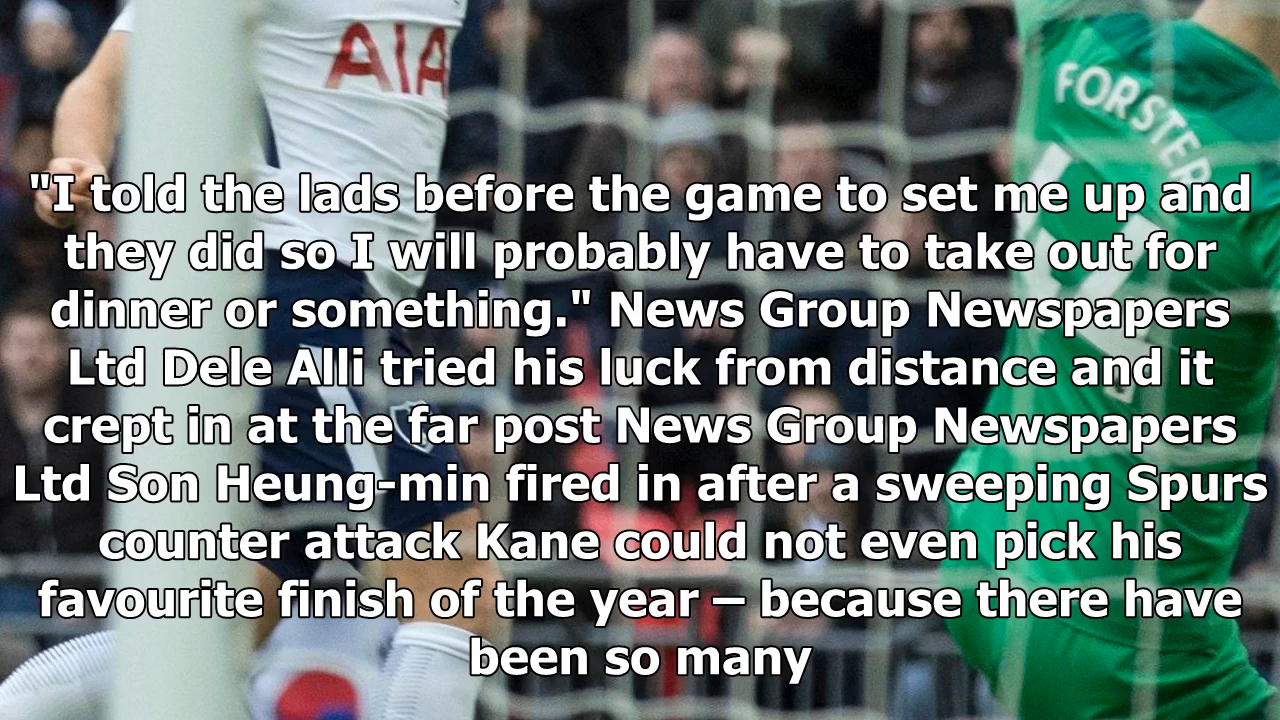 AIA
FORSTER
"I told the lads before the game to set me up and
they did so I will probably have to take out for
dinner or something." News Group Newspapers
Ltd Dele Alli tried his luck from distance and it
crept in at the far post News Group Newspapers
Ltd Son Heung-min fired in after a sweeping Spurs
counter attack Kane could not even pick his
favourite finish of the year – because there have
been so many